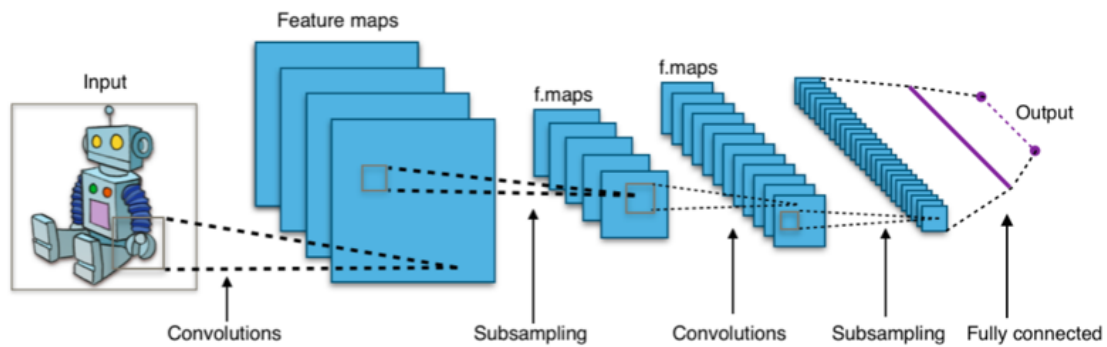 Feature maps
Input
f.maps
f.maps
Output
Convolutions
Subsampling
Convolutions
Subsampling
Fully connected